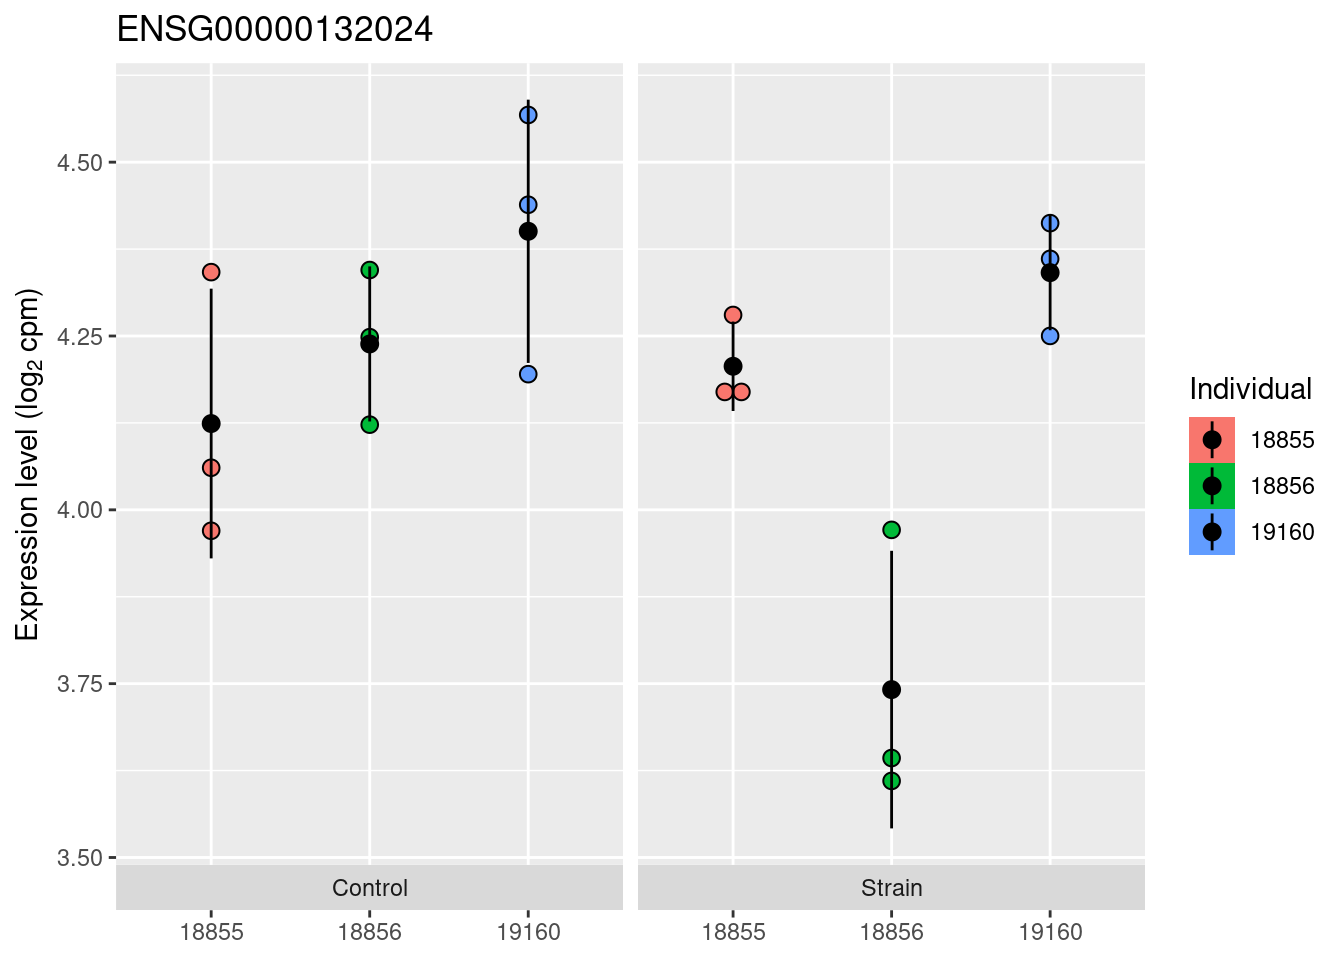 ENSG00000132024
Expression level (log₂ cpm)
4.50
4.25
4.00
3.75
3.50
Control
Strain
18855
18856
19160
18855
18856
19160
Individual
18855
18856
19160